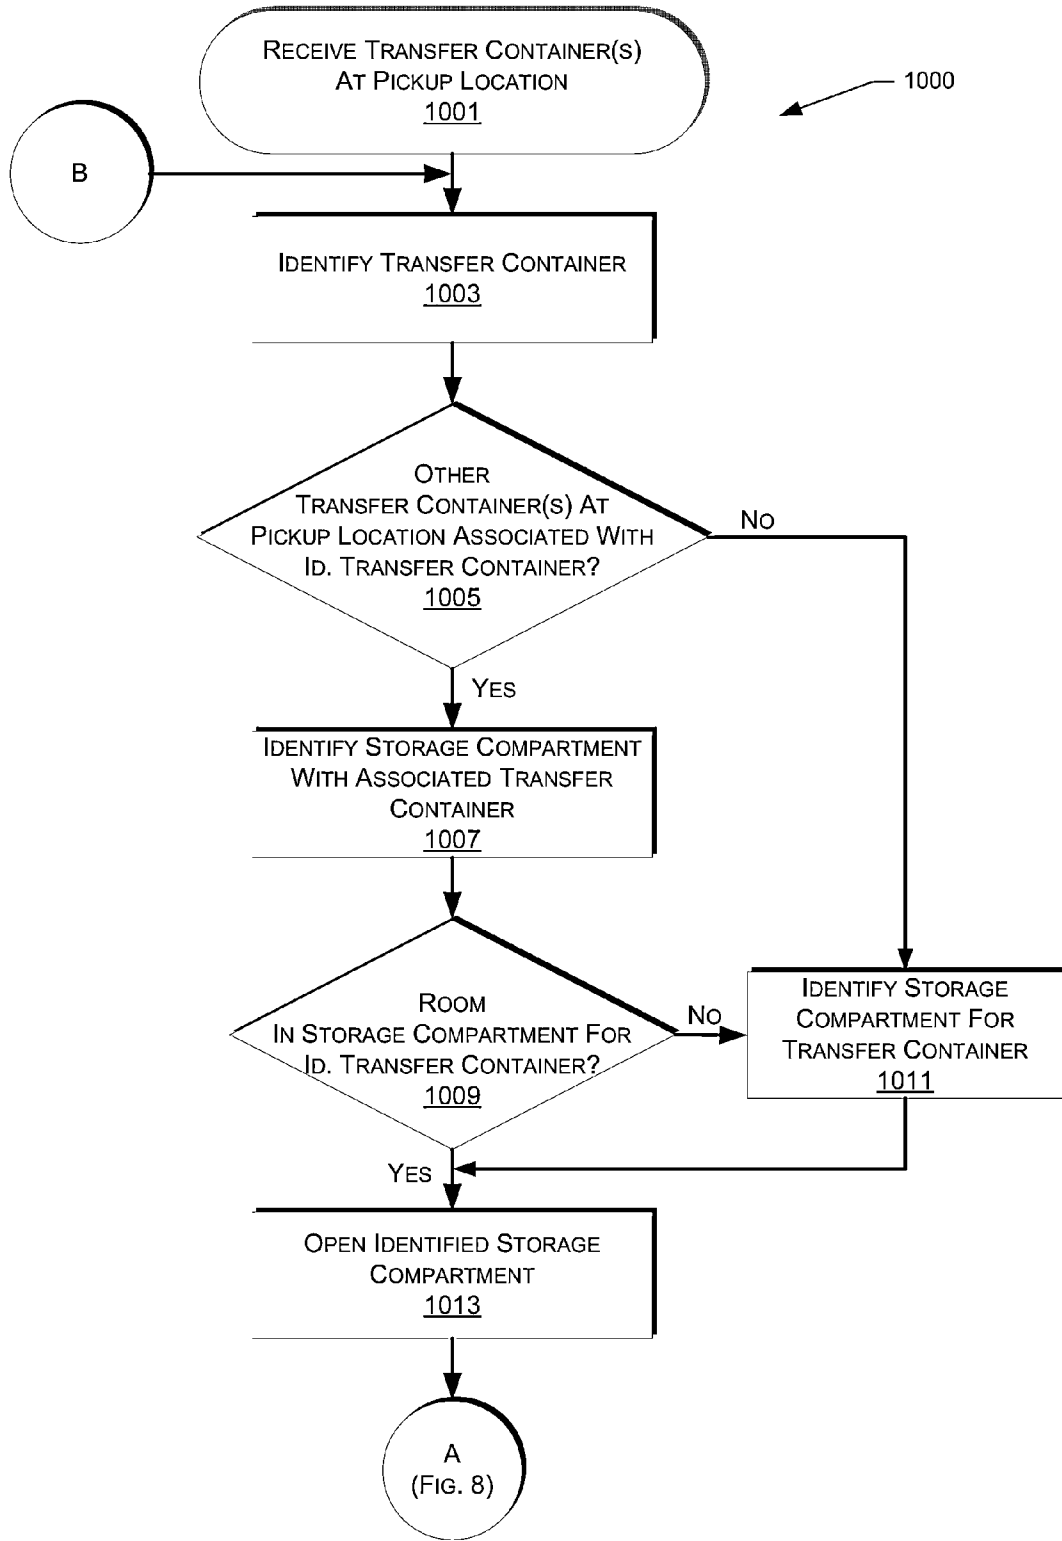 RECEIVE TRANSFER CONTAINER(S)
AT PICKUP LOCATION
1001
1000
B
IDENTIFY TRANSFER CONTAINER
1003
OTHER
TRANSFER CONTAINER(S) AT
PICKUP LOCATION ASSOCIATED WITH
ID. TRANSFER CONTAINER?
1005
NO
YES
IDENTIFY STORAGE COMPARTMENT
WITH ASSOCIATED TRANSFER
CONTAINER
1007
ROOM
IN STORAGE COMPARTMENT FOR
ID. TRANSFER CONTAINER?
1009
NO
IDENTIFY STORAGE
COMPARTMENT FOR
TRANSFER CONTAINER
1011
YES
OPEN IDENTIFIED STORAGE
COMPARTMENT
1013
A
(FIG. 8)